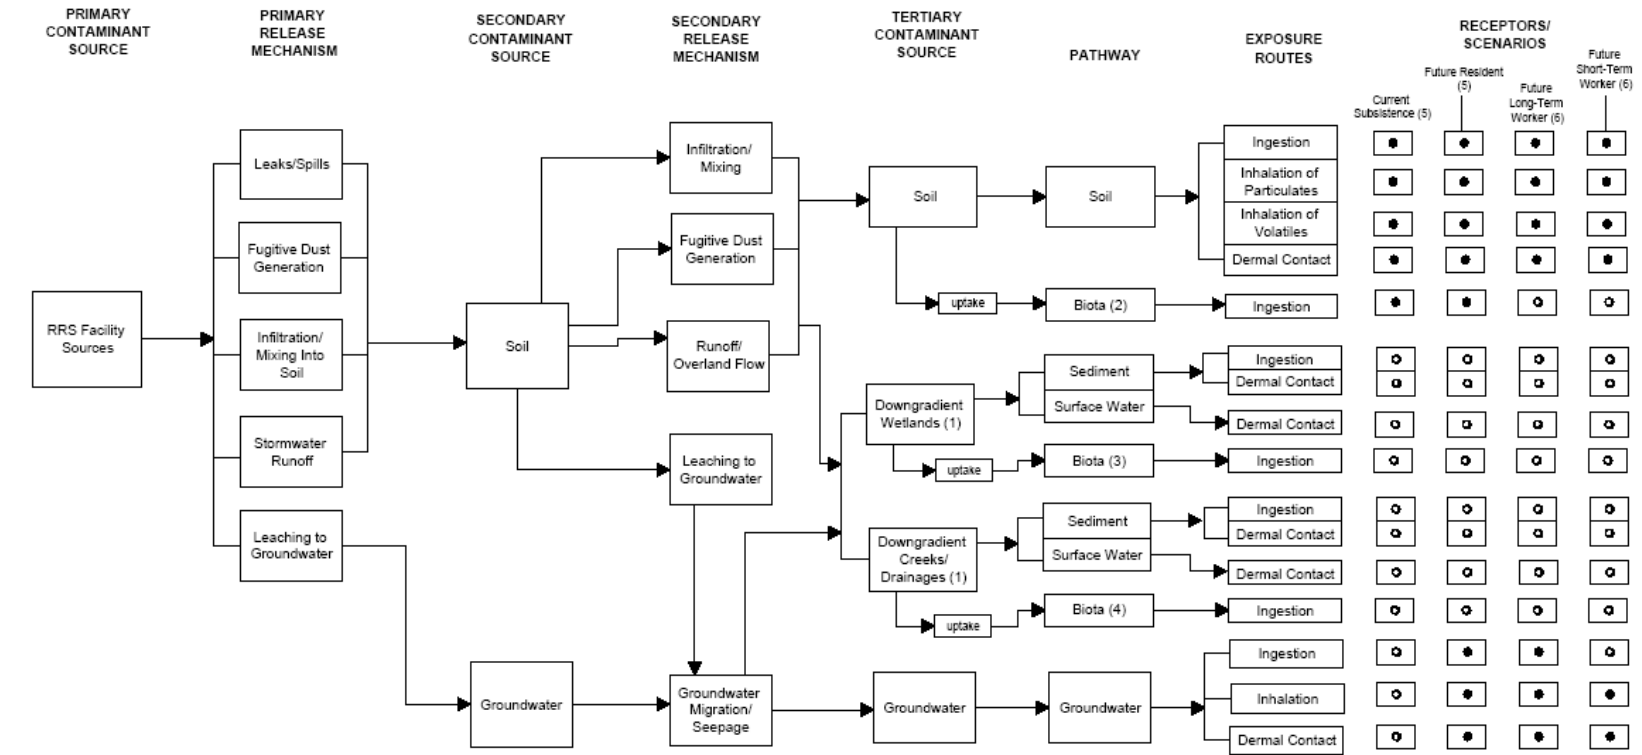 PRIMARY
CONTAMINANT
SOURCE
PRIMARY
RELEASE
MECHANISM
SECONDARY
CONTAMINANT
SOURCE
SECONDARY
RELEASE
MECHANISM
TERTIARY
CONTAMINANT
SOURCE
PATHWAY
EXPOSURE
ROUTES
RECEPTORS/
SCENARIOS
Current
Subsistence (5)
Future Resident
(5)
Future
Long-Term
Worker (6)
Future
Short-Term
Worker (6)
RRS Facility
Sources
Leaks/Spills
Fugitive Dust
Generation
Infiltration/
Mixing Into
Soil
Stormwater
Runoff
Leaching to
Groundwater
Soil
Groundwater
Infiltration/
Mixing
Fugitive Dust
Generation
Runoff/
Overland Flow
Leaching to
Groundwater
Groundwater
Migration/
Seepage
Soil
uptake
Soil
Biota (2)
Ingestion
Inhalation of
Particulates
Inhalation of
Volatiles
Dermal Contact
Ingestion
Downgradient
Wetlands (1)
uptake
Sediment
Surface Water
Biota (3)
Ingestion
Dermal Contact
Dermal Contact
Ingestion
Downgradient
Creeks/
Drainages (1)
uptake
Sediment
Surface Water
Biota (4)
Ingestion
Dermal Contact
Dermal Contact
Ingestion
Groundwater
Groundwater
Ingestion
Inhalation
Dermal Contact